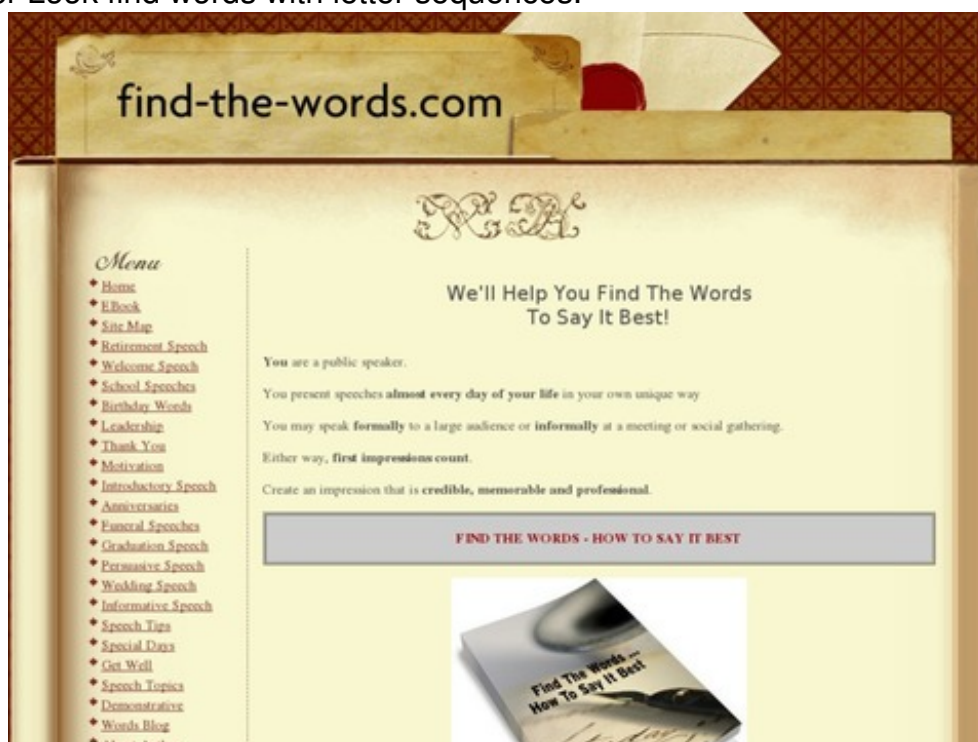 or Look find words with letter sequences.
find-the-words.com
Menu
Home
EBook
Site Map
Retirement Speech
Welcome Speech
School Speeches
Birthday Words
Leadership
Thank You
Motivation
Introductory Speech
Anniversaries
Funeral Speeches
Graduation Speech
Persuasive Speech
Wedding Speech
Informative Speech
Speech Tips
Special Days
Get Well
Speech Topics
Demonstrative
Words Blog
We'll Help You Find The Words
To Say It Best!
You are a public speaker.
You present speeches almost every day of your life in your own unique way
You may speak formally to a large audience or informally at a meeting or social gathering.
Either way, first impressions count.
Create an impression that is credible, memorable and professional.
FIND THE WORDS - HOW TO SAY IT BEST
Find The Words ...
How To Say It Best